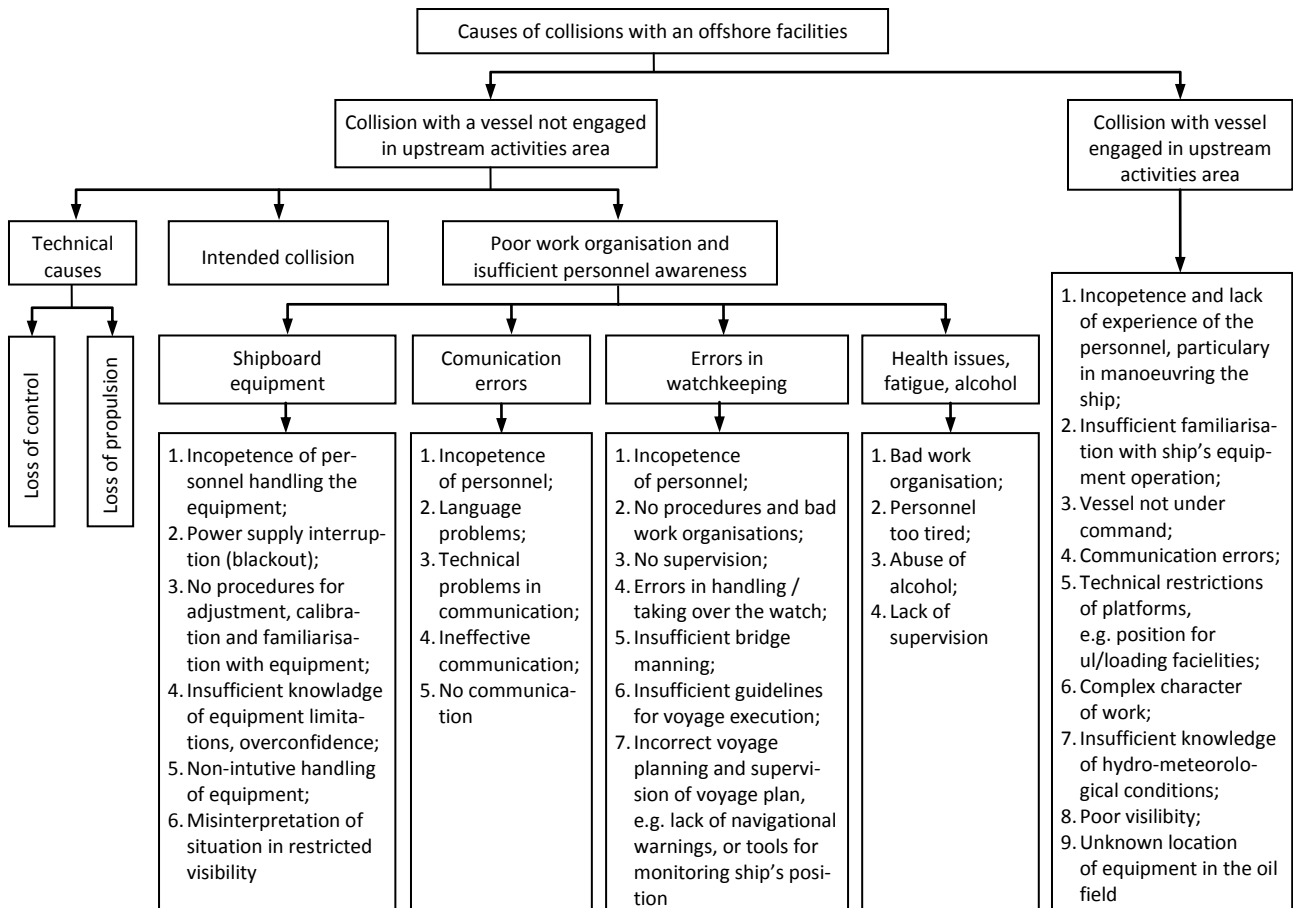 Causes of collisions with an offshore facilities
Collision with a vessel not engaged
in upstream activities area
Collision with vessel
engaged in upstream
activities area
Technical
causes
Intended collision
Poor work organisation and
isufficient personnel awareness
Loss of control
Loss of propulsion
Shipboard
equipment
Comunication
errors
Errors in
watchkeeping
Health issues,
fatigue, alcohol
1. Incopetence of per-
sonnel handling the
equipment;
2. Power supply interrup-
tion (blackout);
3. No procedures for
adjustment, calib-
ration and familiaris-
ation with equipment;
4. Insufficient knowladge
of equipment limita-
tions, overconfidence;
5. Non-intutive handling
of equipment;
6. Misinterpretation of
situation in restricted
visibility
1. Incopetence
of personnel;
2. Language
problems;
3. Technical
problems in
communication;
4. Ineffective
communication;
5. No communica-
tion
1. Incopetence
of personnel;
2. No procedures and bad
work organisations;
3. No supervision;
4. Errors in handling /
taking over the watch;
5. Insufficient bridge
manning;
6. Insufficient guidelines
for voyage execution;
7. Incorrect voyage
planning and supervi-
sion of voyage plan,
e.g. lack of navigational
warnings, or tools for
monitoring ship's posi-
tion
1. Bad work
organisation;
2. Personnel
too tired;
3. Abuse of
alcohol;
4. Lack of
supervision
1. Incopetence and lack
of experience of the
personnel, particulary
in manoeuvring the
ship;
2. Insufficient familiarisa-
tion with ship's equip-
ment operation;
3. Vessel not under
command;
4. Communication errors;
5. Technical restrictions
of platforms,
e.g. position for
ul/loading facielities;
6. Complex character
of work;
7. Insufficient knowledge
of hydro-meteorolo-
gical conditions;
8. Poor visilibity;
9. Unknown location
of equipment in the oil
field